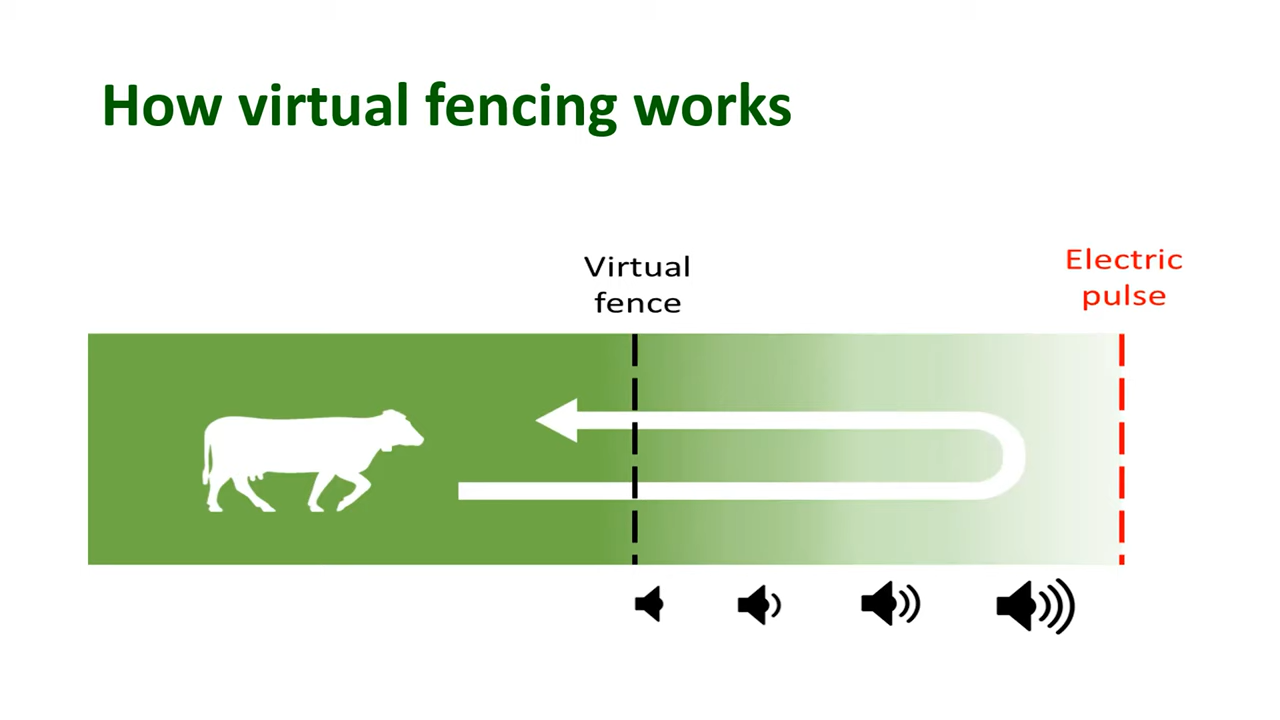 How virtual fencing works
Virtual
fence
Electric
pulse